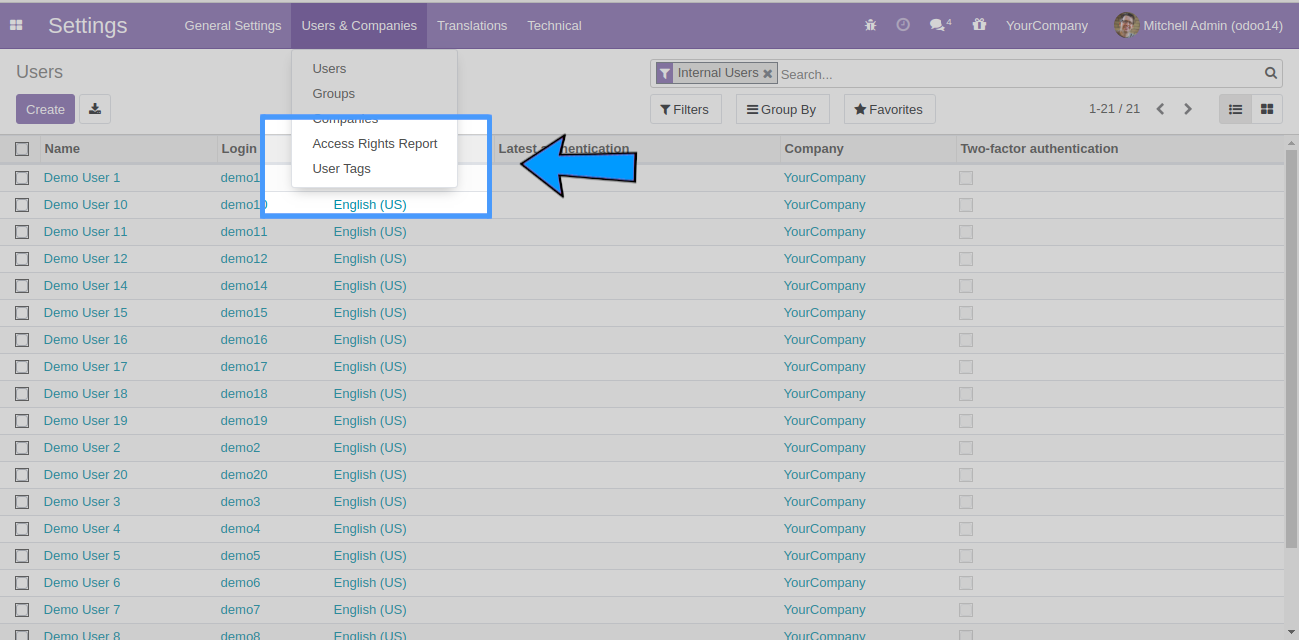 Settings General Settings Users & Companies Translations Technical 4 YourCompany Mitchell Admin (odoo14)
Users
Internal Users Search...
Create Filters Group By Favorites 1-21 / 21
Users
Groups
Companies
Access Rights Report
User Tags
Name Login Latest authentication Company Two-factor authentication
Demo User 1 demo1 YourCompany
Demo User 10 demo10 English (US) YourCompany
Demo User 11 demo11 English (US) YourCompany
Demo User 12 demo12 English (US) YourCompany
Demo User 14 demo14 English (US) YourCompany
Demo User 15 demo15 English (US) YourCompany
Demo User 16 demo16 English (US) YourCompany
Demo User 17 demo17 English (US) YourCompany
Demo User 18 demo18 English (US) YourCompany
Demo User 19 demo19 English (US) YourCompany
Demo User 2 demo2 English (US) YourCompany
Demo User 20 demo20 English (US) YourCompany
Demo User 3 demo3 English (US) YourCompany
Demo User 4 demo4 English (US) YourCompany
Demo User 5 demo5 English (US) YourCompany
Demo User 6 demo6 English (US) YourCompany
Demo User 7 demo7 English (US) YourCompany
Demo User 8 demo8 English (US) YourCompany